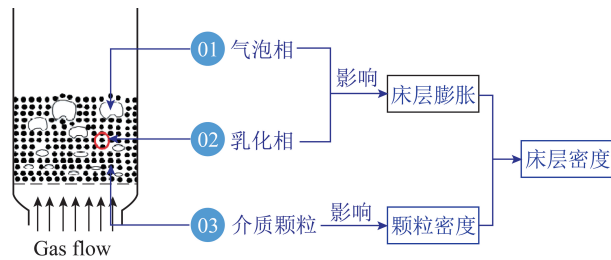 01 气泡相
影响
床层膨胀
02 乳化相
床层密度
03 介质颗粒
影响
颗粒密度
Gas flow